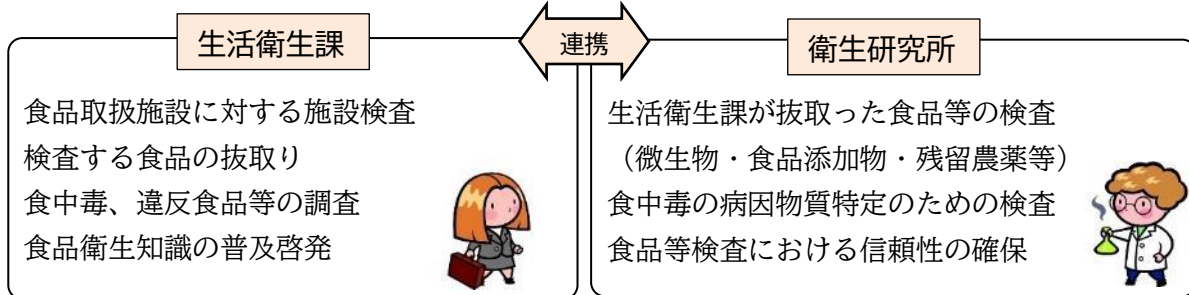 生活衛生課
連携
衛生研究所
食品取扱施設に対する施設検査
検査する食品の抜取り
食中毒、違反食品等の調査
食品衛生知識の普及啓発
生活衛生課が抜取った食品等の検査
（微生物・食品添加物・残留農薬等）
食中毒の病因物質特定のための検査
食品等検査における信頼性の確保